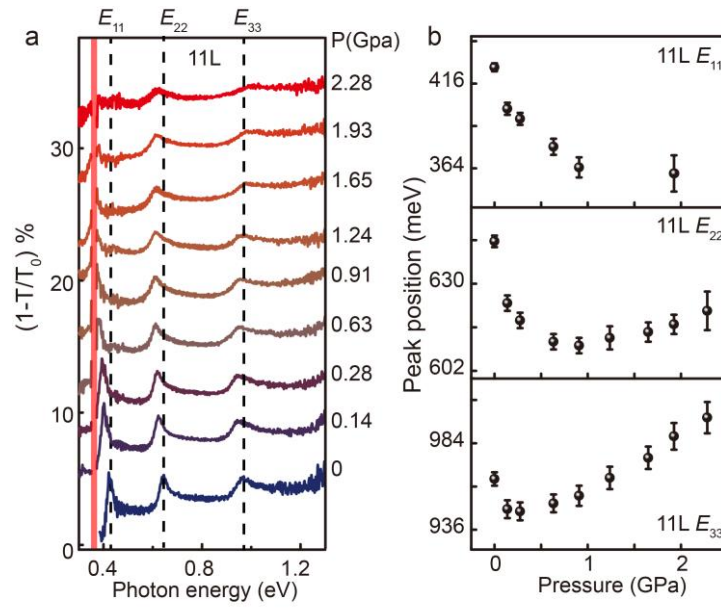 a
E11 E22 E33 P(Gpa)
11L
2.28
1.93
1.65
1.24
0.91
0.63
0.28
0.14
0
30
20
10
0
(1-T/T0) %
0.4 0.8 1.2
Photon energy (eV)
b
11L E11
416
364
11L E22
630
602
11L E33
984
936
Peak position (meV)
0 1 2
Pressure (GPa)